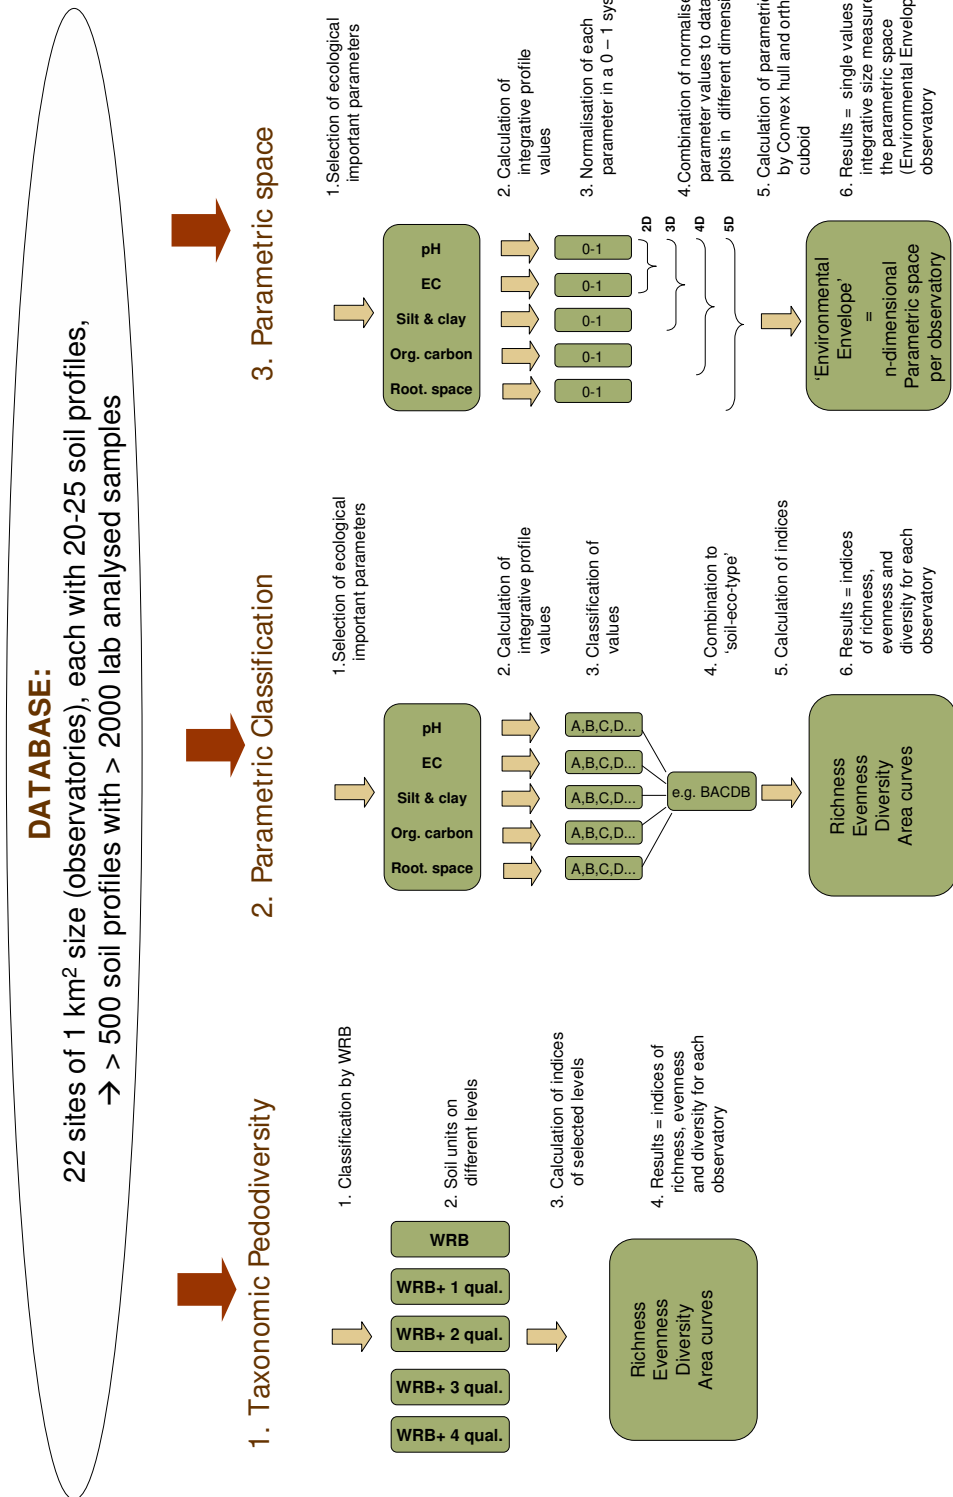 DATABASE:
22 sites of 1 km² size (observatories), each with 20-25 soil profiles,
→ > 500 soil profiles with > 2000 lab analysed samples
1. Taxonomic Pedodiversity
1. Classification by WRB
WRB+ 4 qual.
WRB+ 3 qual.
WRB+ 2 qual.
WRB+ 1 qual.
WRB
2. Soil units on
different levels
3. Calculation of indices
of selected levels
Richness
Evenness
Diversity
Area curves
4. Results = indices of
richness, evenness
and diversity for each
observatory
2. Parametric Classification
1.Selection of ecological
important parameters
Root. space
Org. carbon
Silt & clay
EC
pH
2. Calculation of
integrative profile
values
A,B,C,D...
A,B,C,D...
A,B,C,D...
A,B,C,D...
A,B,C,D...
3. Classification of
values
e.g. BACDB
4. Combination to
‘soil-eco-type’
5. Calculation of indices
Richness
Evenness
Diversity
Area curves
6. Results = indices
of richness,
evenness and
diversity for each
observatory
3. Parametric space
1.Selection of ecological
important parameters
Root. space
Org. carbon
Silt & clay
EC
pH
2. Calculation of
integrative profile
values
0-1
0-1
0-1
0-1
0-1
3. Normalisation of each
parameter in a 0 – 1
2D
3D
4D
5D
4.Combination of
parameter values to data
plots in different
5. Calculation of parametric
by Convex hull and
cuboid
‘Environmental
Envelope’
=
n-dimensional
Parametric space
per observatory
6. Results = single values
integrative size
the parametric space
(Environmental
observatory